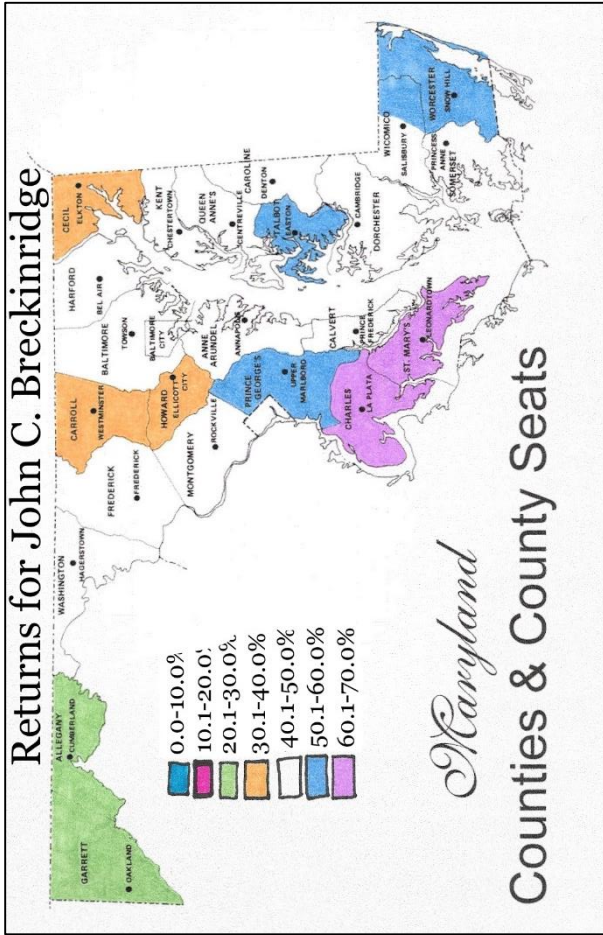 Returns for John C. Breckinridge
GARRETT
OAKLAND
ALLEGANY
CUMBERLAND
WASHINGTON
HAGERSTOWN
FREDERICK
FREDERICK
CARROLL
WESTMINSTER
HOWARD
ELLICOTT
CITY
MONTGOMERY
ROCKVILLE
BALTIMORE
TOWSON
BALTIMORE
CITY
HARFORD
BEL AIR
CECIL
ELKTON
KENT
CHESTERTOWN
QUEEN
ANNE'S
CENTREVILLE
CAROLINE
DENTON
TALBOT
EASTON
ANNE
ARUNDEL
ANNAPOLIS
PRINCE
GEORGE'S
UPPER
MARLBORO
CALVERT
PRINCE
FREDERICK
CHARLES
LA PLATA
ST. MARY'S
LEONARDTOWN
CAMBRIDGE
DORCHESTER
WICOMICO
SALISBURY
WORCESTER
SNOW HILL
PRINCESS
ANNE
SOMERSET
0.0-10.0%
10.1-20.0
20.1-30.0%
30.1-40.0%
40.1-50.0%
50.1-60.0%
60.1-70.0%
Maryland
Counties & County Seats